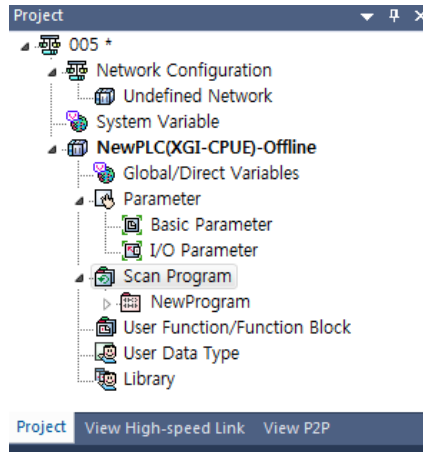 Project
005 *
Network Configuration
Undefined Network
System Variable
NewPLC(XGI-CPUE)-Offline
Global/Direct Variables
Parameter
Basic Parameter
I/O Parameter
Scan Program
NewProgram
User Function/Function Block
User Data Type
Library
Project View High-speed Link View P2P